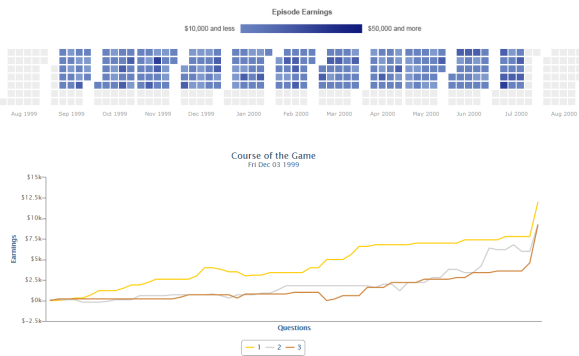 Episode Earnings
$10,000 and less $50,000 and more
Aug 1999 Sep 1999 Oct 1999 Nov 1999 Dec 1999 Jan 2000 Feb 2000 Mar 2000 Apr 2000 May 2000 Jun 2000 Jul 2000 Aug 2000
Course of the Game
Fri Dec 03 1999
$15k
$12.5k
$10k
$7.5k
$5k
$2.5k
$0k
$−2.5k
Earnings
Questions
1 2 3